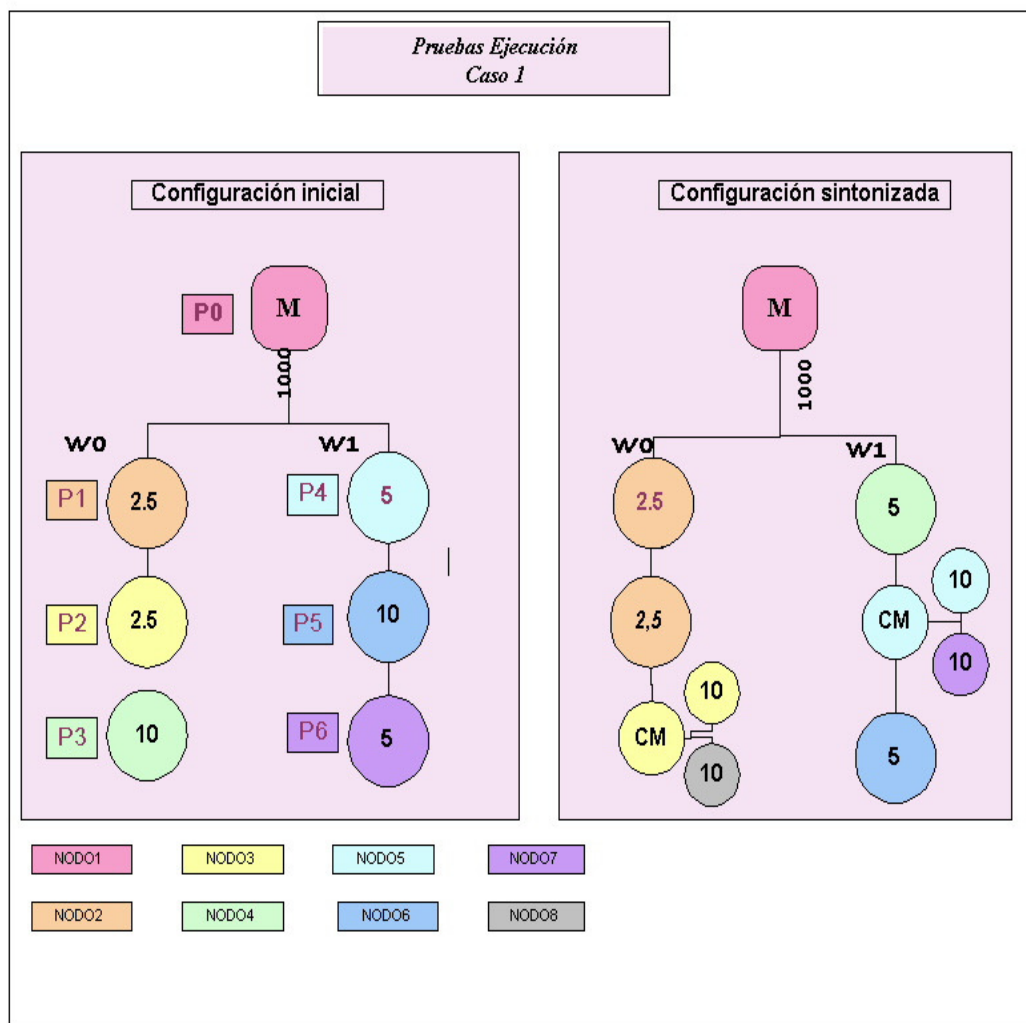 Pruebas Ejecución
Caso 1
Configuración inicial
P0
M
1000
W0
W1
P1
2.5
P4
5
P2
2.5
P5
10
P3
10
P6
5
Configuración sintonizada
M
1000
W0
W1
2.5
5
2,5
10
CM
10
10
CM
10
5
NODO1
NODO3
NODO5
NODO7
NODO2
NODO4
NODO6
NODO8